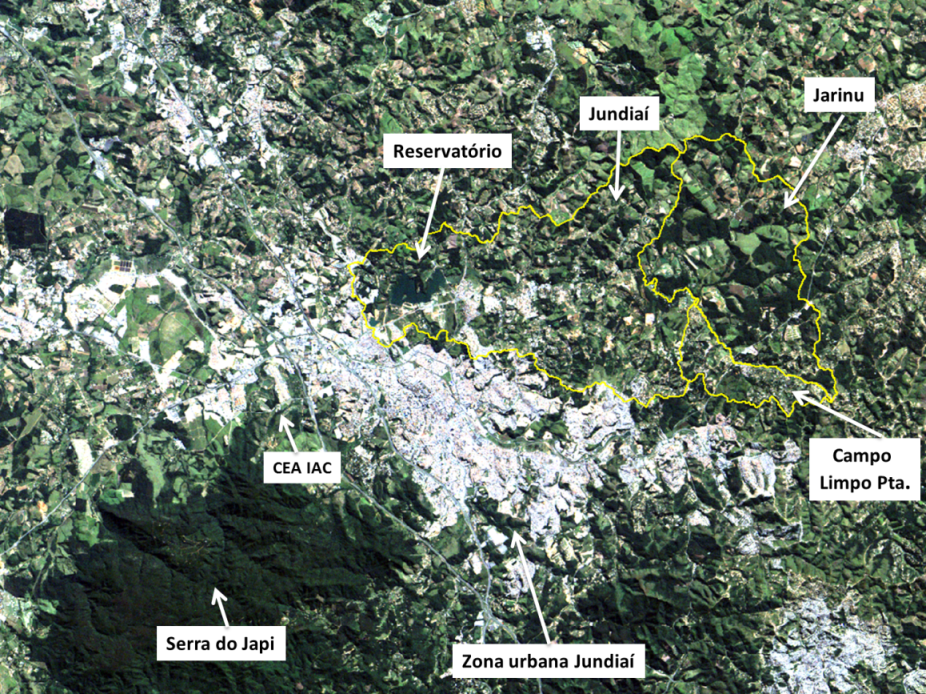 Jarinu
Jundiaí
Reservatório
Campo
Limpo Pta.
CEA IAC
Serra do Japi
Zona urbana Jundiaí